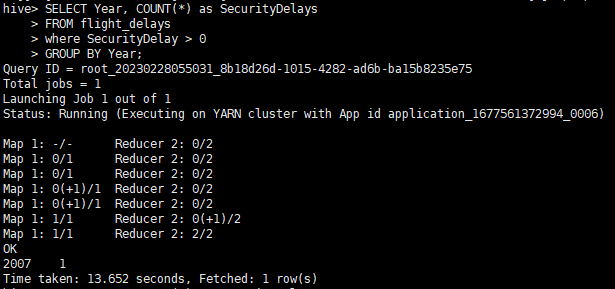 hive> SELECT Year, COUNT(*) as SecurityDelays
    > FROM flight_delays
    > where SecurityDelay > 0
    > GROUP BY Year;
Query ID = root_20230228055031_8b18d26d-1015-4282-ad6b-ba15b8235e75
Total jobs = 1
Launching Job 1 out of 1
Status: Running (Executing on YARN cluster with App id application_1677561372994_0006)

Map 1: -/-      Reducer 2: 0/2
Map 1: 0/1      Reducer 2: 0/2
Map 1: 0/1      Reducer 2: 0/2
Map 1: 0(+1)/1  Reducer 2: 0/2
Map 1: 0(+1)/1  Reducer 2: 0/2
Map 1: 1/1      Reducer 2: 0(+1)/2
Map 1: 1/1      Reducer 2: 2/2
OK
2007    1
Time taken: 13.652 seconds, Fetched: 1 row(s)